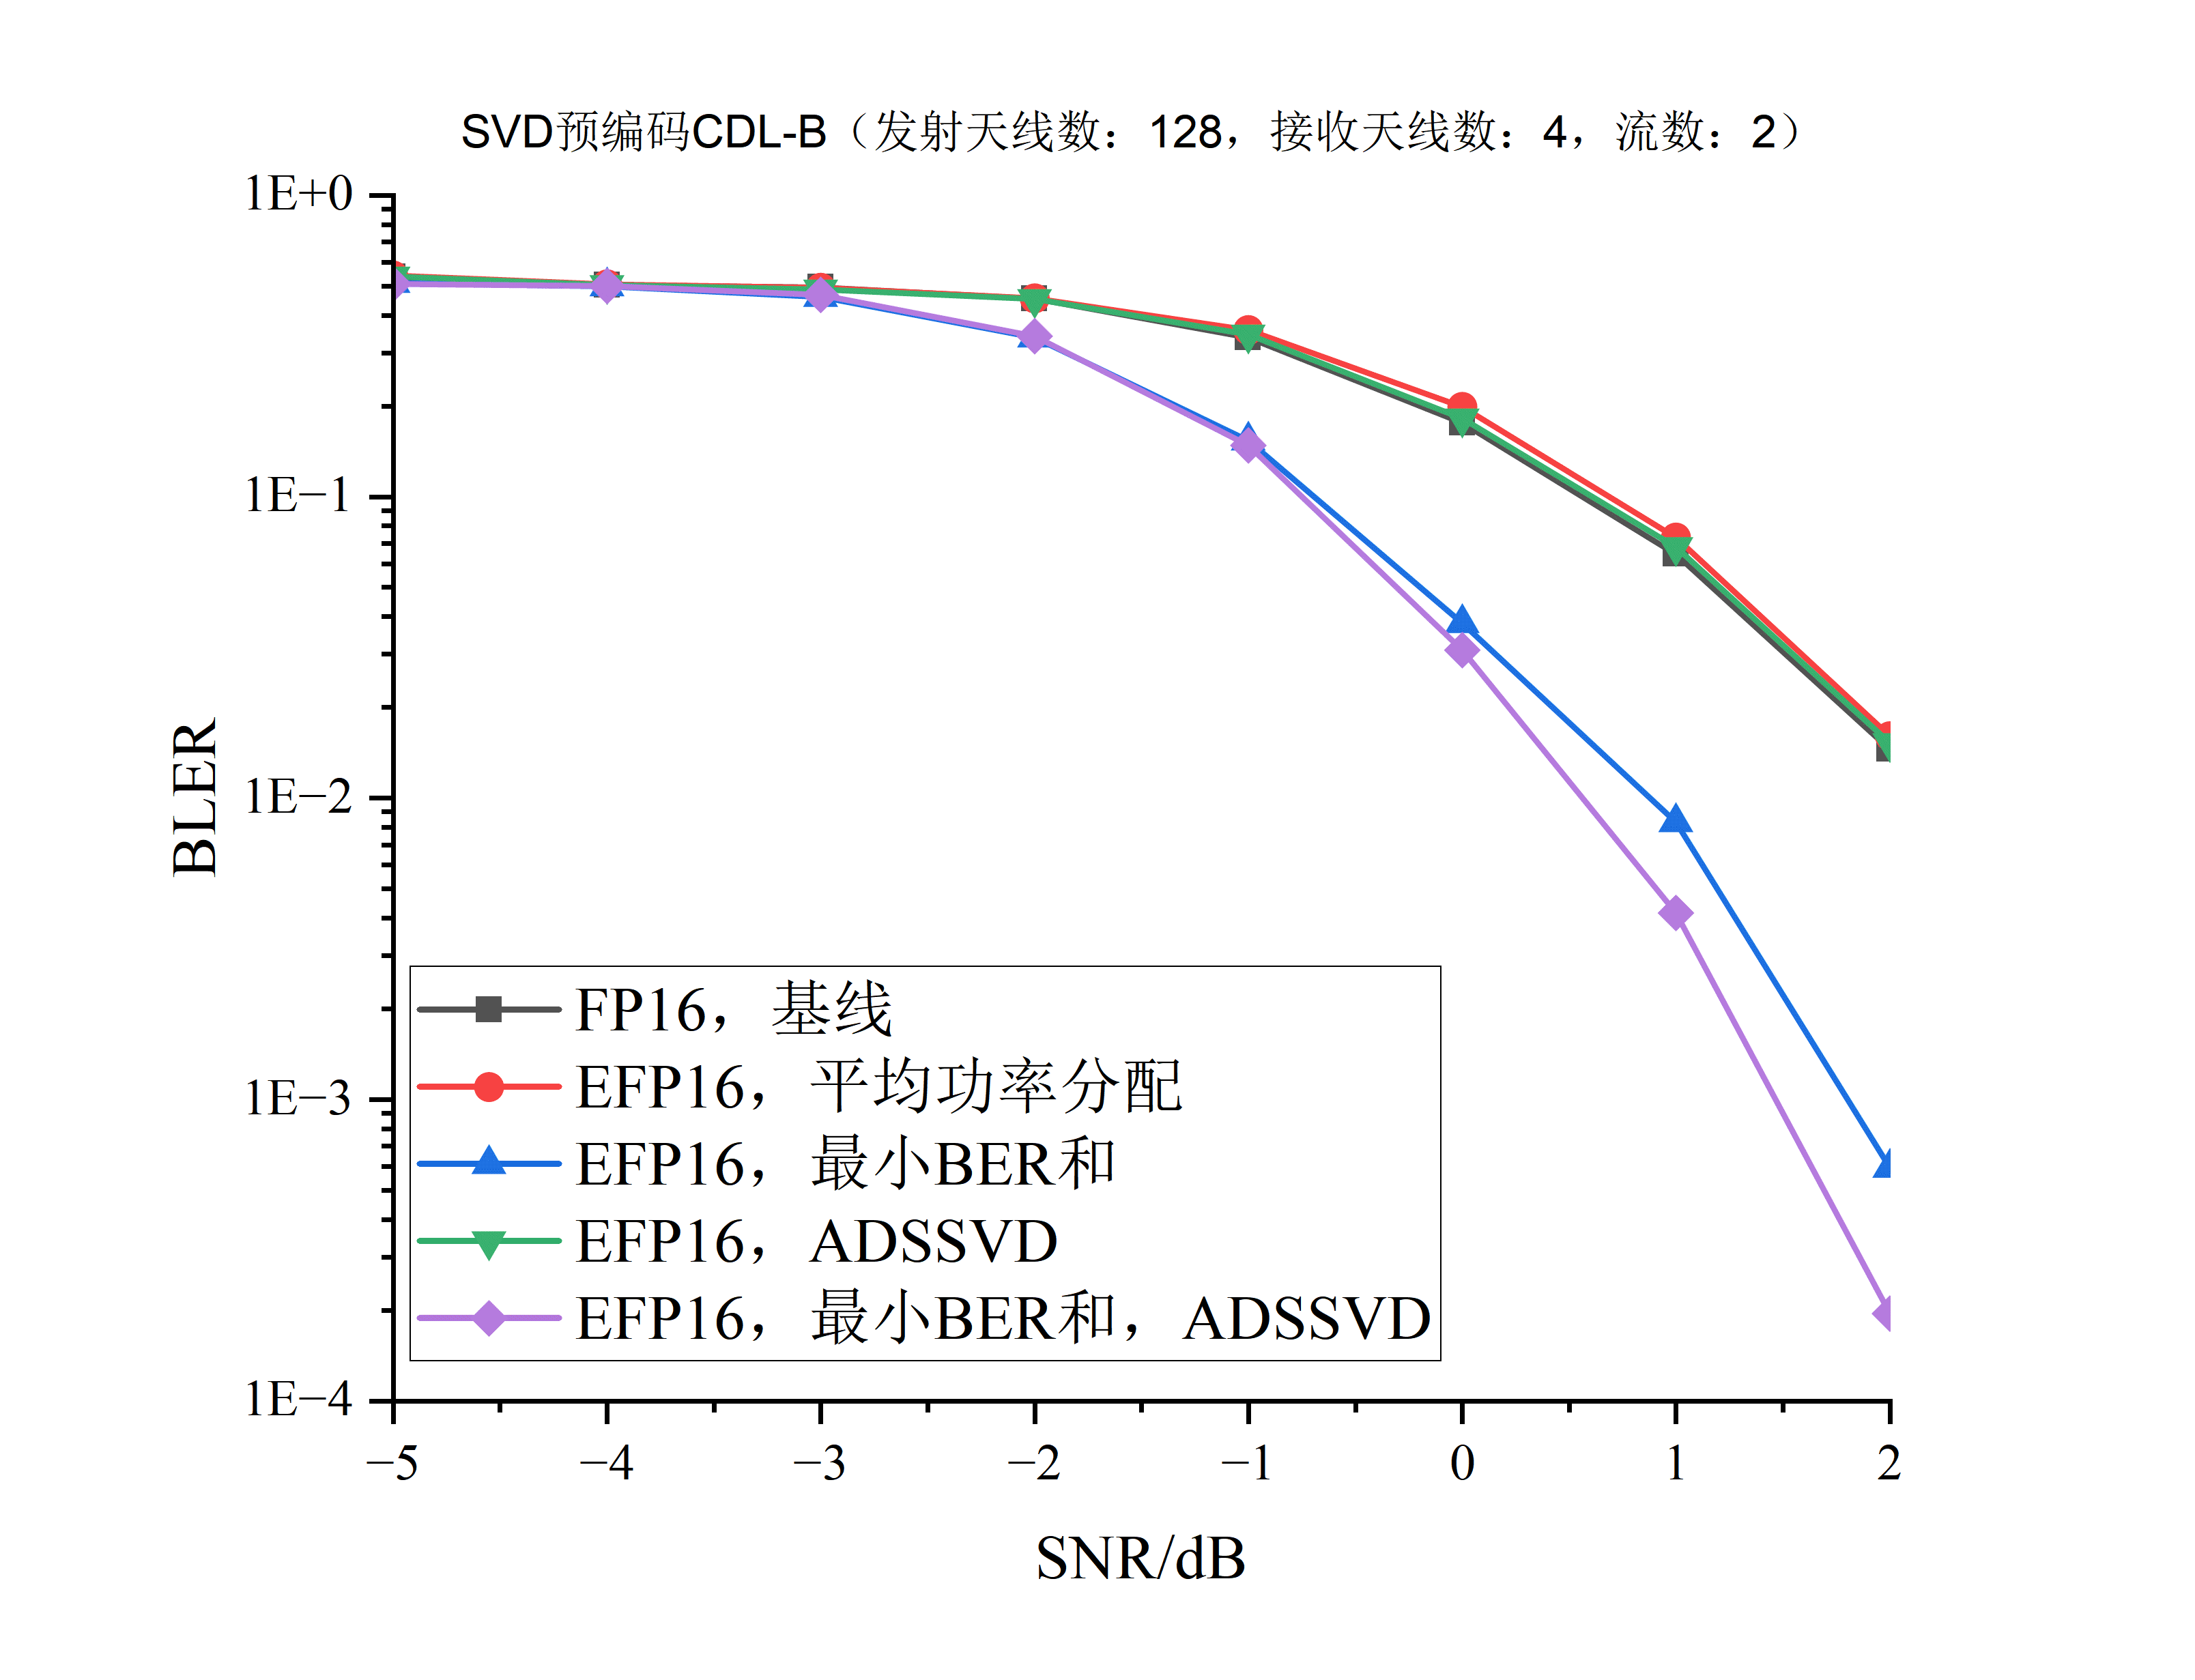 SVD预编码CDL-B（发射天线数：128，接收天线数：4，流数：2）
1E+0
1E−1
1E−2
1E−3
1E−4
BLER
FP16，基线
EFP16，平均功率分配
EFP16，最小BER和
EFP16，ADSSVD
EFP16，最小BER和，ADSSVD
−5 −4 −3 −2 −1 0 1 2
SNR/dB